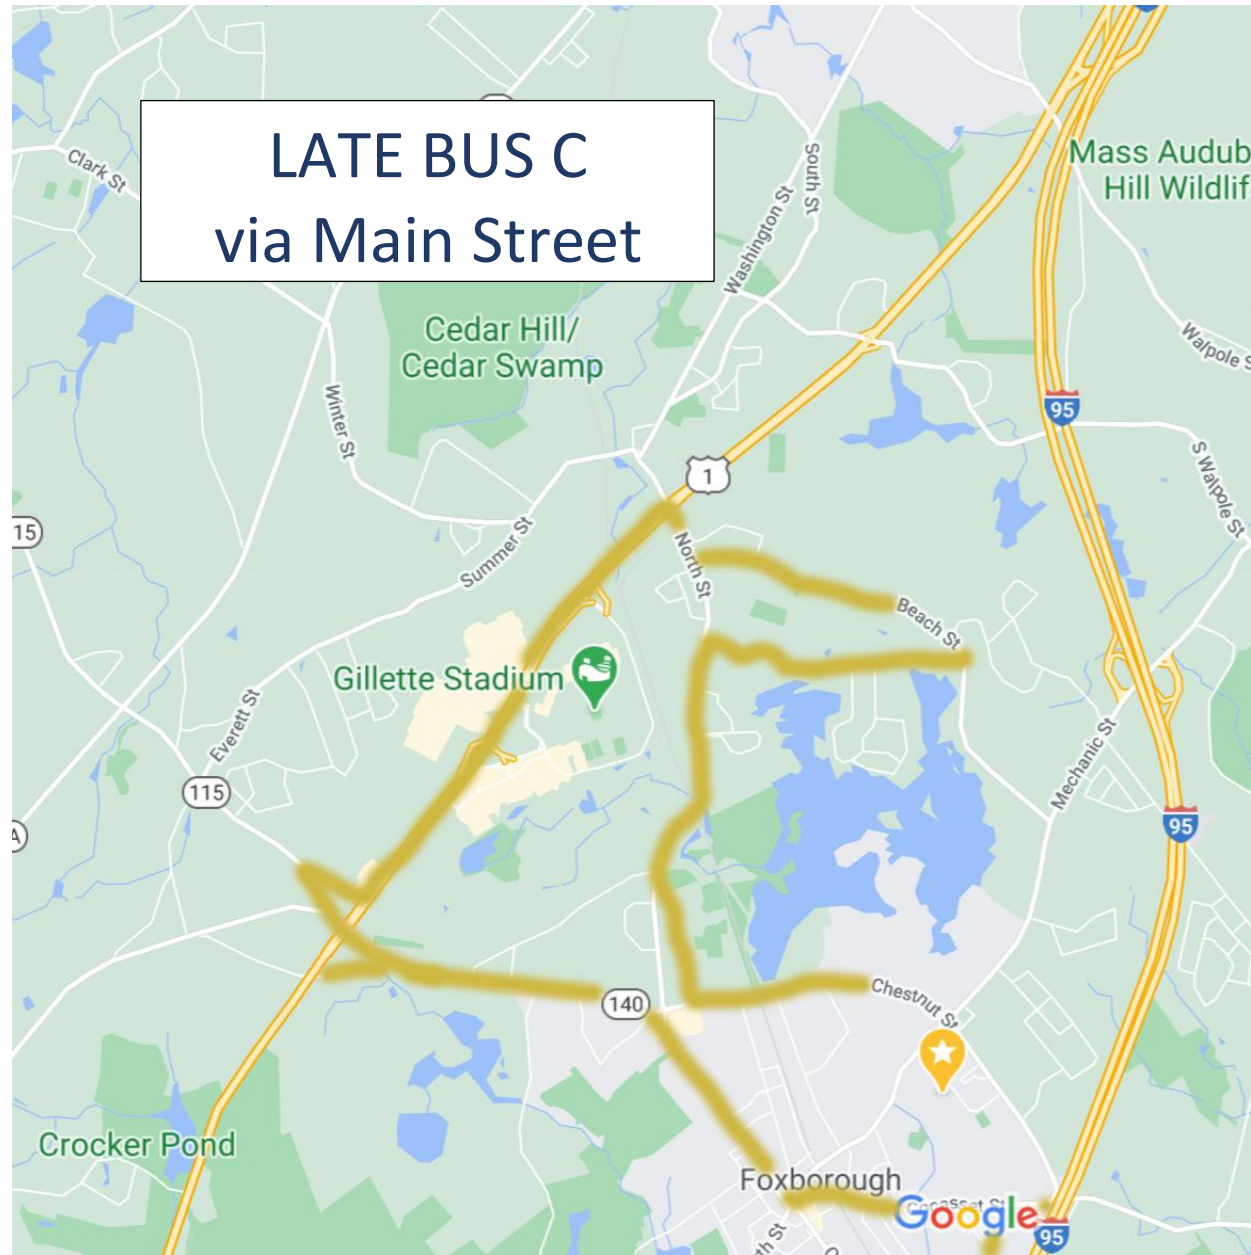 LATE BUS C
via Main Street
Clark St
South St
Washington St
Mass Audub
Hill Wildlif
Cedar Hill/
Cedar Swamp
Walpole S
Winter St
95
1
S Walpole St
15
Summer St
North St
Beach St
Gillette Stadium
Everett St
Mechanic St
115
95
A
140
Chestnut St
Crocker Pond
Foxborough
Google
95
th St